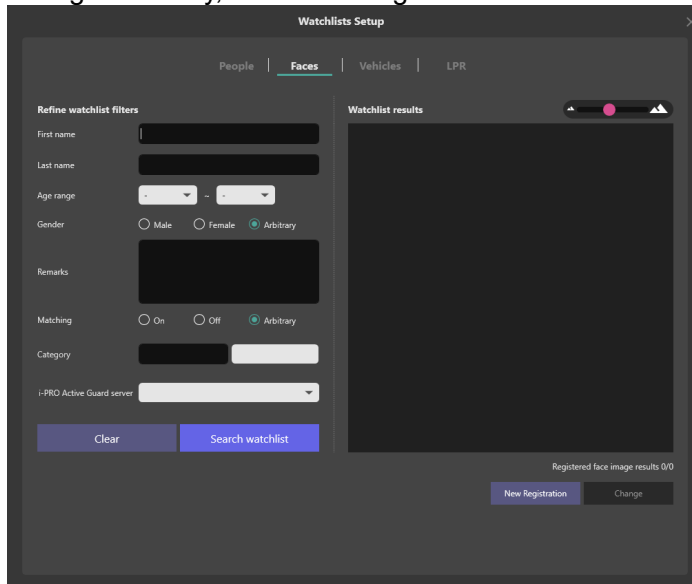 Watchlists Setup
People | Faces | Vehicles | LPR
Refine watchlist filters
Watchlist results
First name
Last name
Age range - ~ -
Gender Male Female Arbitrary
Remarks
Matching On Off Arbitrary
Category
i-PRO Active Guard server
Clear Search watchlist
Registered face image results 0/0
New Registration Change